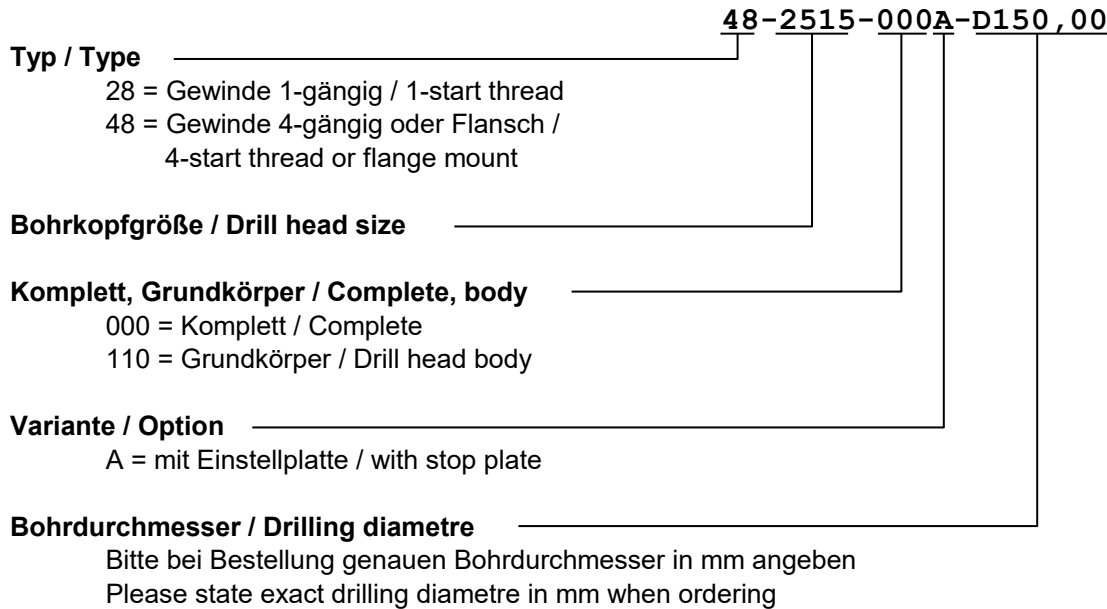 48-2515-000A-D150,00
Typ / Type
28 = Gewinde 1-gängig / 1-start thread
48 = Gewinde 4-gängig oder Flansch /
4-start thread or flange mount
Bohrkopfgröße / Drill head size
Komplett, Grundkörper / Complete, body
000 = Komplett / Complete
110 = Grundkörper / Drill head body
Variante / Option
A = mit Einstellplatte / with stop plate
Bohrdurchmesser / Drilling diametre
Bitte bei Bestellung genauen Bohrdurchmesser in mm angeben
Please state exact drilling diametre in mm when ordering